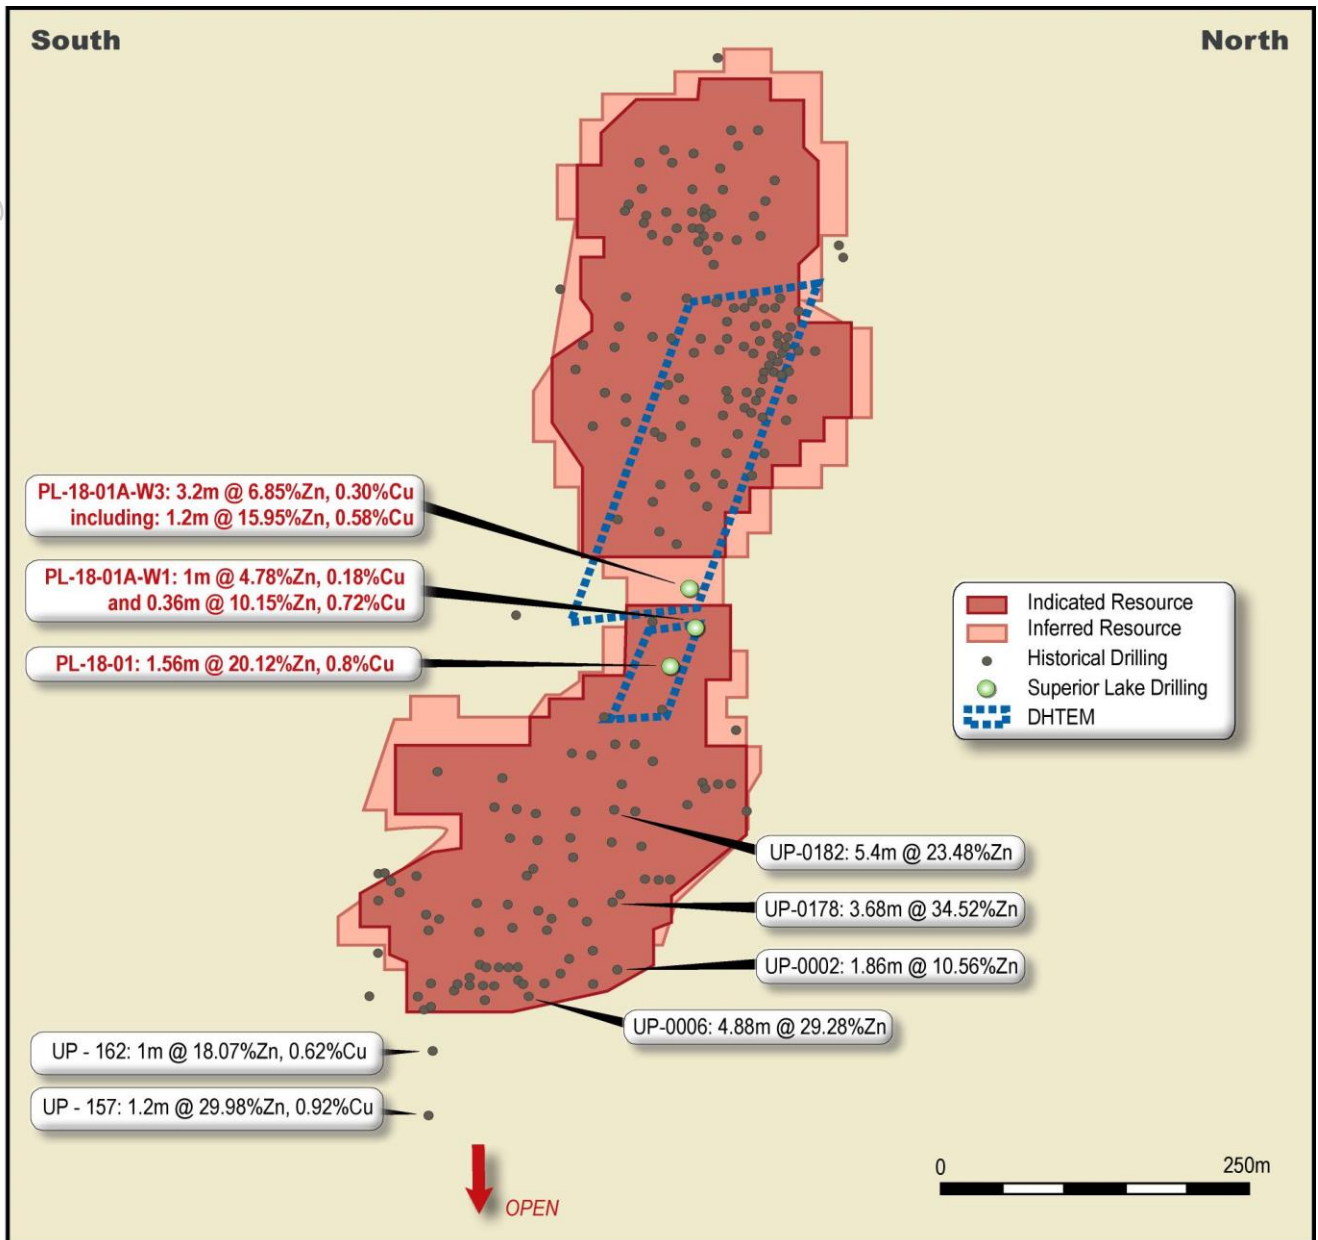 South
North
PL-18-01A-W3: 3.2m @ 6.85%Zn, 0.30%Cu
including: 1.2m @ 15.95%Zn, 0.58%Cu
PL-18-01A-W1: 1m @ 4.78%Zn, 0.18%Cu
and 0.36m @ 10.15%Zn, 0.72%Cu
PL-18-01: 1.56m @ 20.12%Zn, 0.8%Cu
Indicated Resource
Inferred Resource
Historical Drilling
Superior Lake Drilling
DHTEM
UP-0182: 5.4m @ 23.48%Zn
UP-0178: 3.68m @ 34.52%Zn
UP-0002: 1.86m @ 10.56%Zn
UP-0006: 4.88m @ 29.28%Zn
UP - 162: 1m @ 18.07%Zn, 0.62%Cu
UP - 157: 1.2m @ 29.98%Zn, 0.92%Cu
OPEN
0
250m